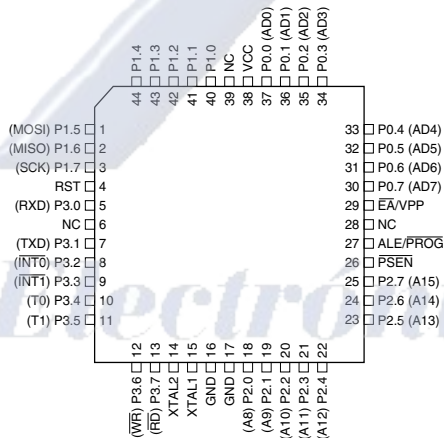 P1.4 P1.3 P1.2 P1.1 P1.0 NC VCC P0.0 (AD0) P0.1 (AD1) P0.2 (AD2) P0.3 (AD3)
44 43 42 41 40 39 38 37 36 35 34
(MOSI) P1.5 1
(MISO) P1.6 2
(SCK) P1.7 3
RST 4
(RXD) P3.0 5
NC 6
(TXD) P3.1 7
(INT0) P3.2 8
(INT1) P3.3 9
(T0) P3.4 10
(T1) P3.5 11
33 P0.4 (AD4)
32 P0.5 (AD5)
31 P0.6 (AD6)
30 P0.7 (AD7)
29 EA/VPP
28 NC
27 ALE/PROG
26 PSEN
25 P2.7 (A15)
24 P2.6 (A14)
23 P2.5 (A13)
12 13 14 15 16 17 18 19 20 21 22
(WR) P3.6 (RD) P3.7 XTAL2 XTAL1 GND GND (A8) P2.0 (A9) P2.1 (A10) P2.2 (A11) P2.3 (A12) P2.4